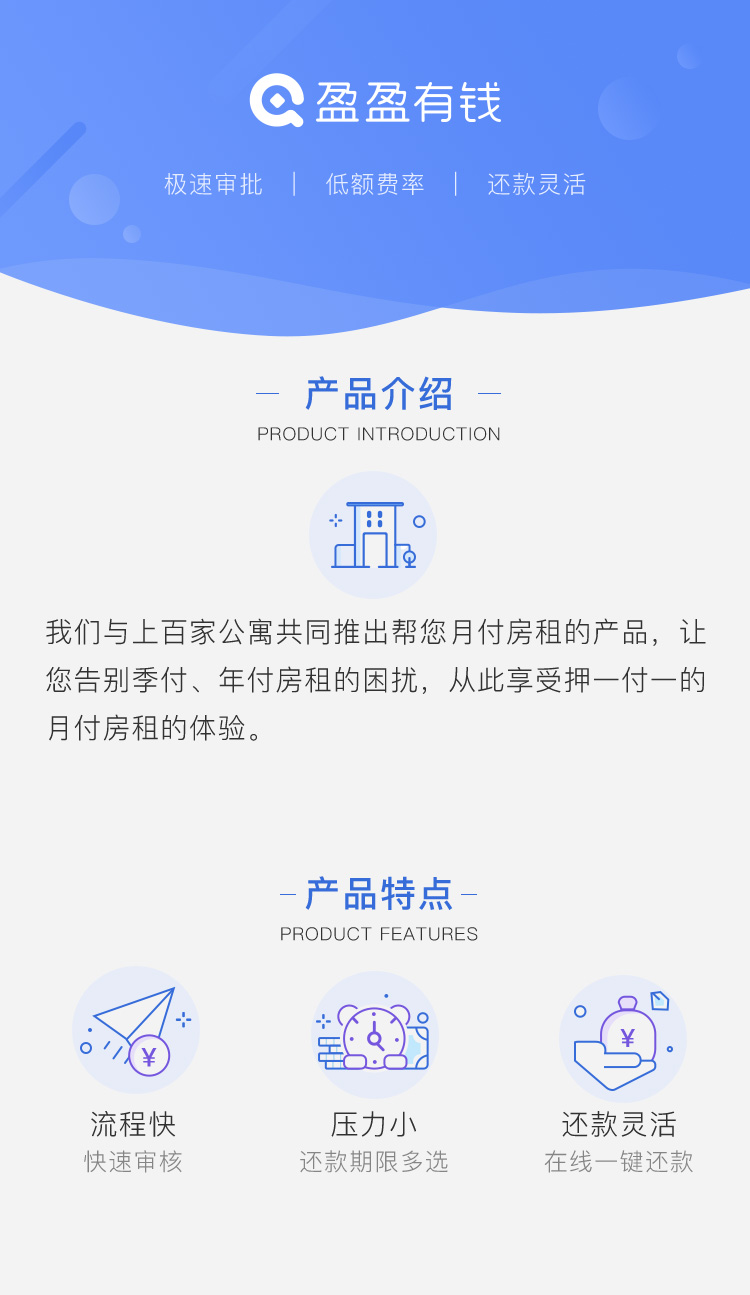 盈盈有钱
极速审批 | 低额费率 | 还款灵活
产品介绍
PRODUCT INTRODUCTION
我们与上百家公寓共同推出帮您月付房租的产品，让
您告别季付、年付房租的困扰，从此享受押一付一的
月付房租的体验。
产品特点
PRODUCT FEATURES
¥ ¥
流程快 压力小 还款灵活
快速审核 还款期限多选 在线一键还款